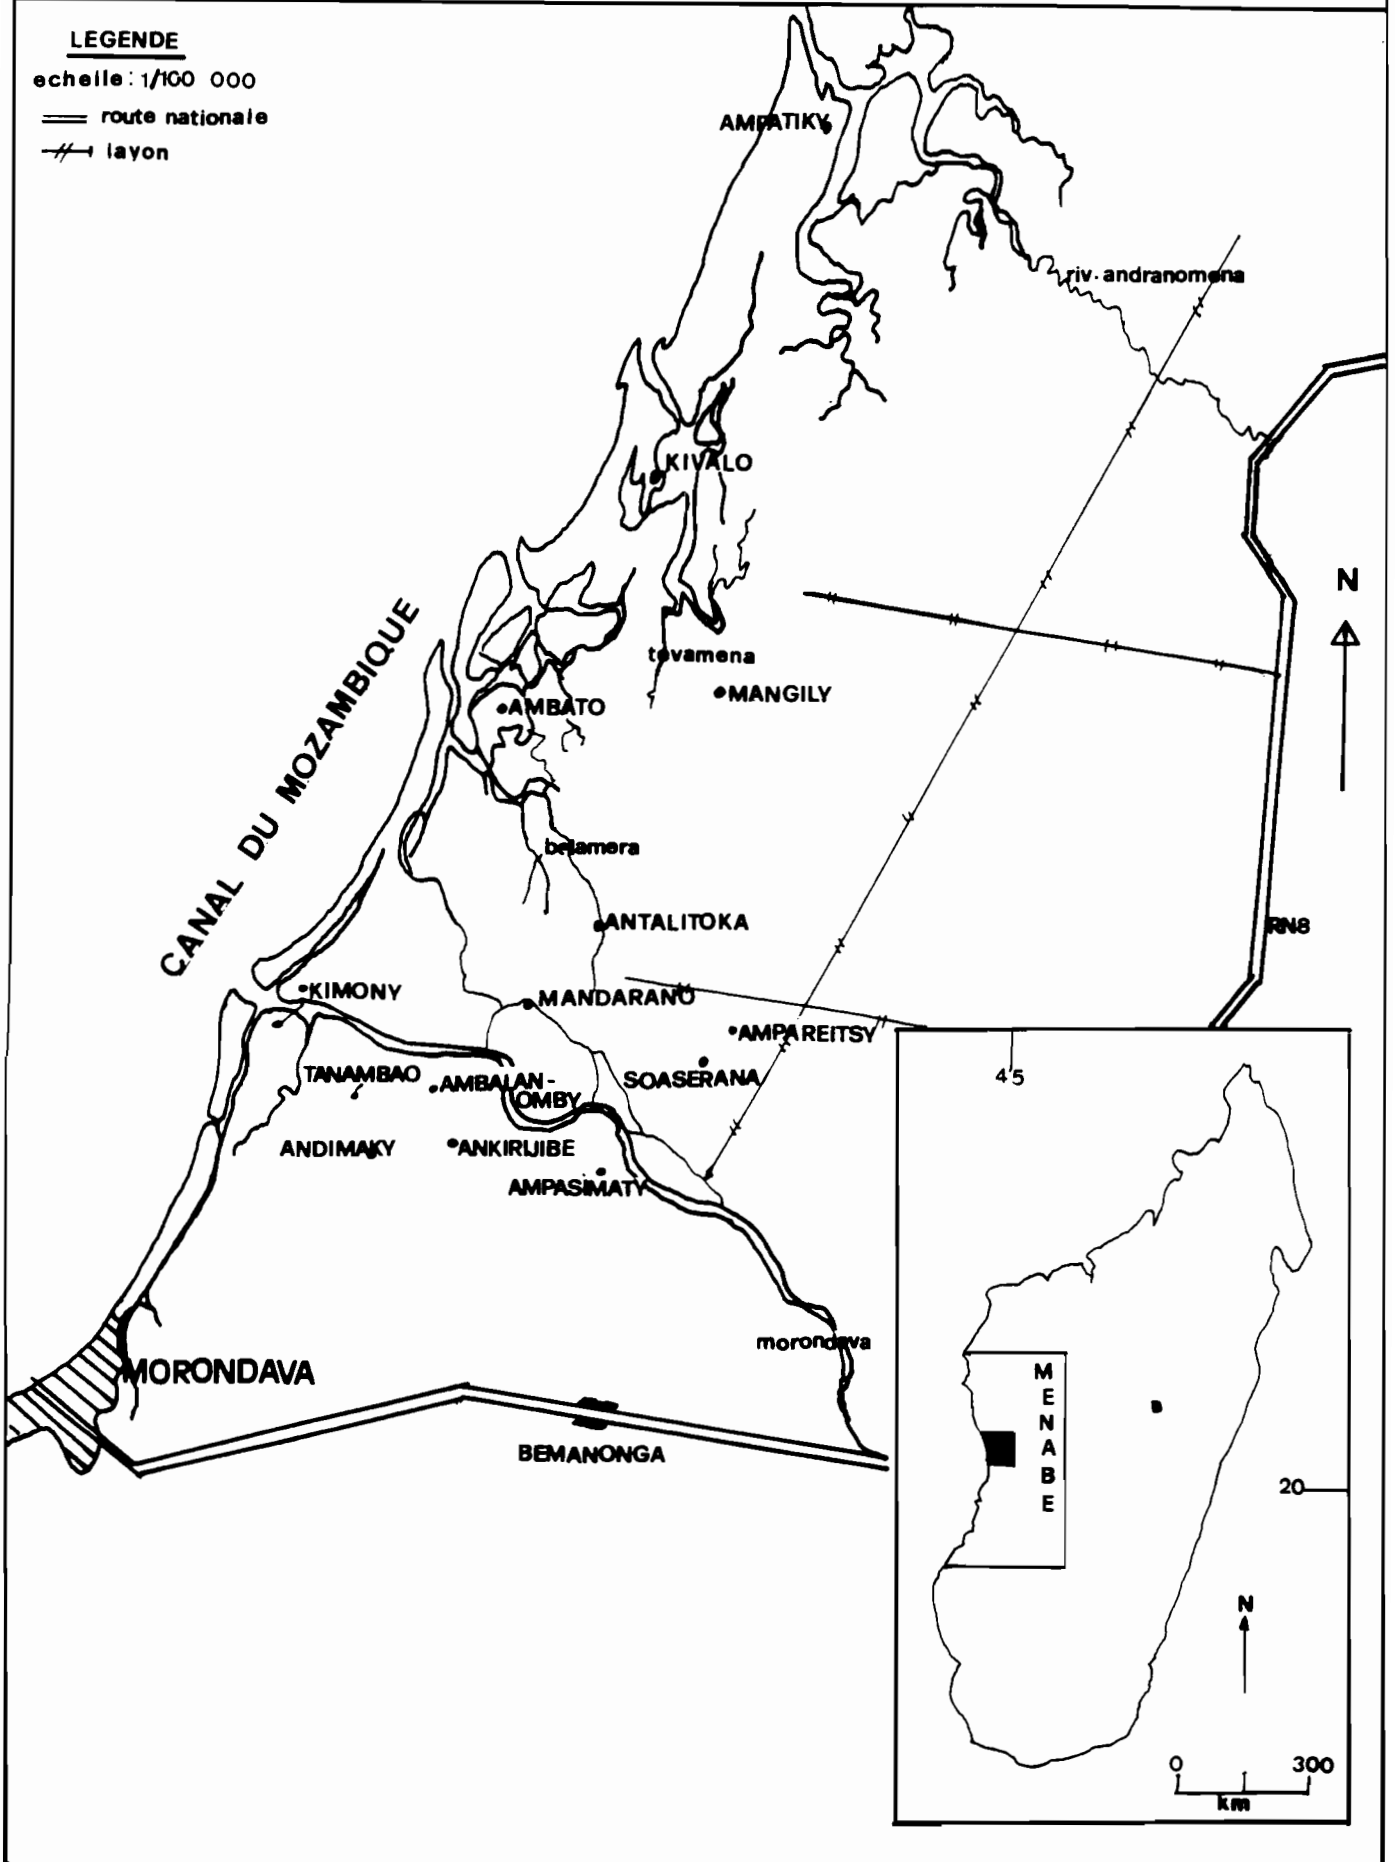 LEGENDE
echelle: 1/100 000
route nationale
layon
AMPATIKY
riv. andranomena
KIVALO
N
CANAL DU MOZAMBIQUE
tovamena
MANGILY
AMBATO
belamera
ANTALITOKA
RN8
KIMONY
MANDARANO
AMPAREITSY
TANAMBAO
AMBALAN-
OMBY
SOASERANA
ANDIMAKY
ANKIRIJIBE
AMPASIMATY
morondava
MORONDAVA
BEMANONGA
45
MENABE
20
N
0 300
km